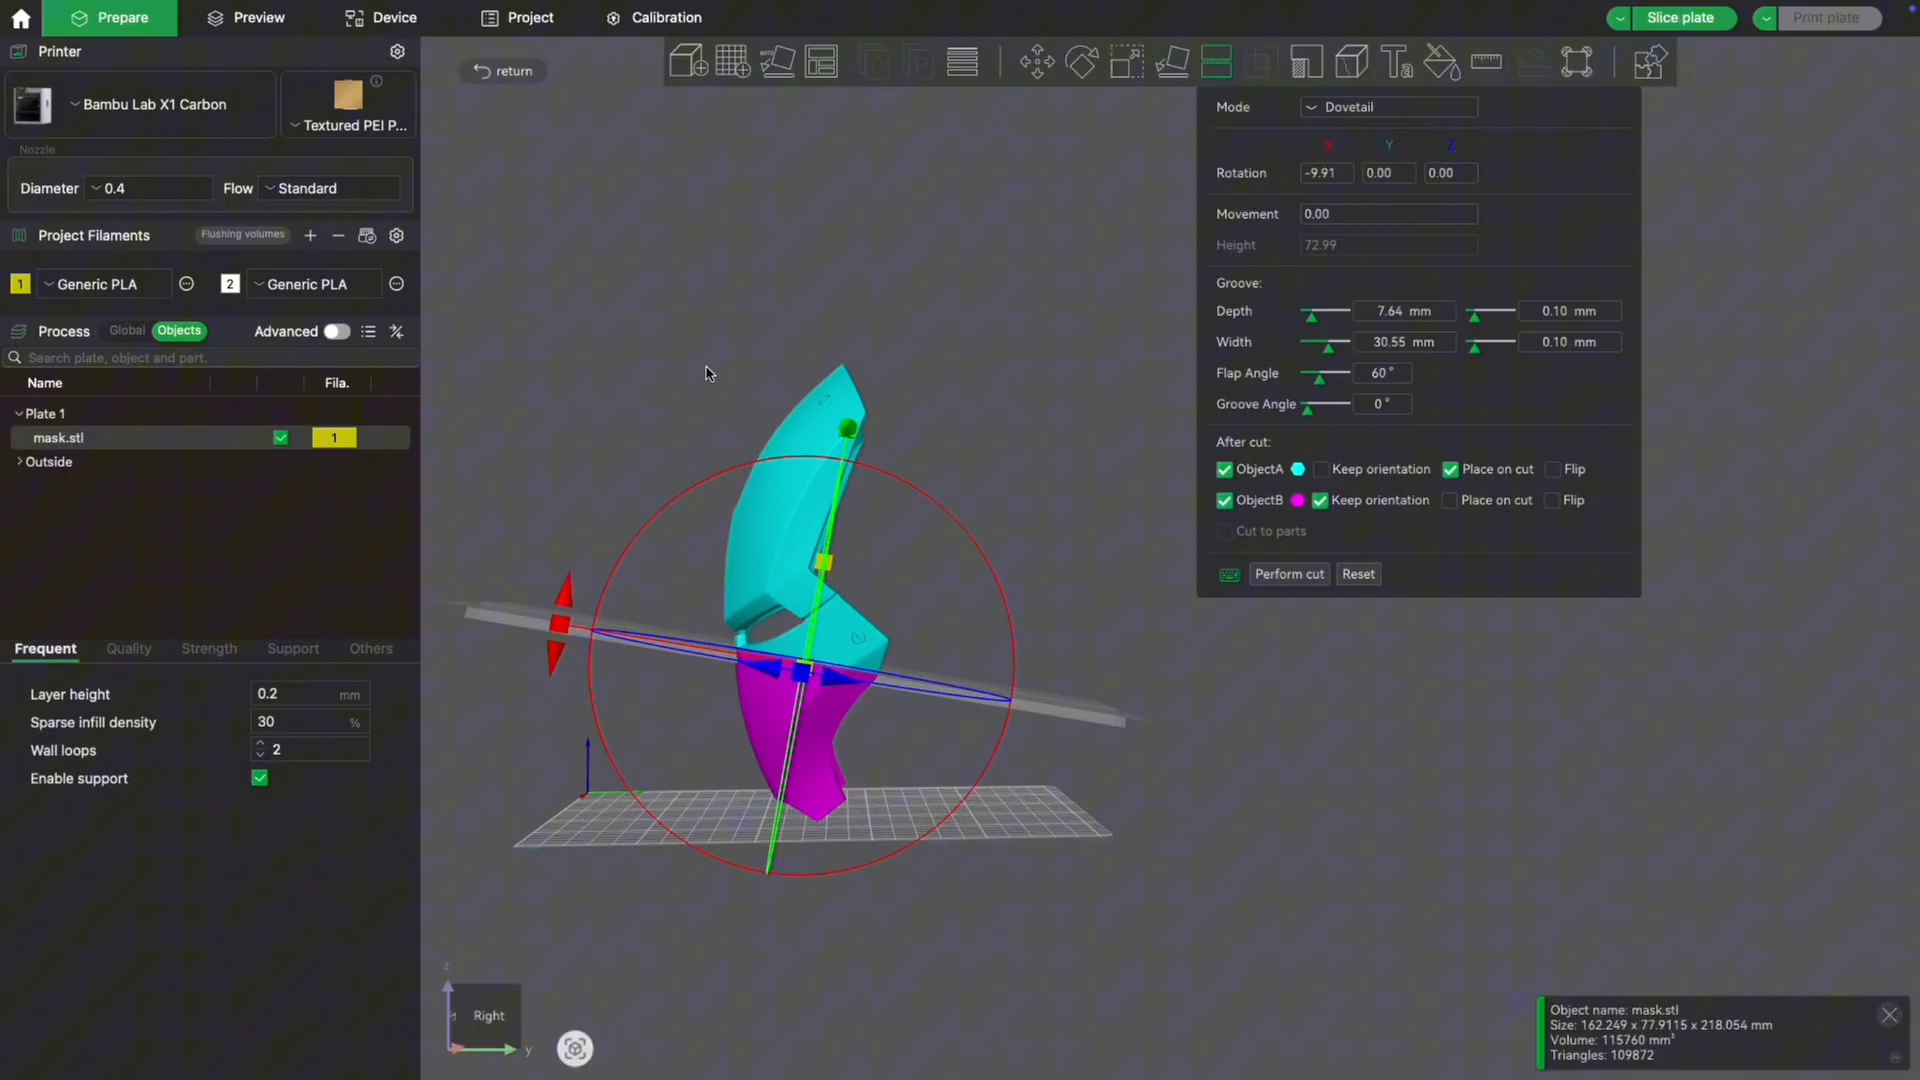 Prepare
Preview
Device
Project
Calibration
Slice plate
Print plate
Printer
return
Bambu Lab X1 Carbon
Textured PEI P...
Nozzle
Diameter 0.4 Flow Standard
Project Filaments Flushing volumes
1 Generic PLA 2 Generic PLA
Process Global Objects Advanced
Search plate, object and part.
Name Fila.
Plate 1
mask.stl 1
Outside
Frequent Quality Strength Support Others
Layer height 0.2 mm
Sparse infill density 30 %
Wall loops 2
Enable support
Mode Dovetail
X Y Z
Rotation -9.91 0.00 0.00
Movement 0.00
Height 72.99
Groove:
Depth 7.64 mm 0.10 mm
Width 30.55 mm 0.10 mm
Flap Angle 60°
Groove Angle 0°
After cut:
ObjectA Keep orientation Place on cut Flip
ObjectB Keep orientation Place on cut Flip
Cut to parts
Perform cut Reset
z
Right
y
Object name: mask.stl
Size: 162.249 x 77.9115 x 218.054 mm
Volume: 115760 mm³
Triangles: 109872